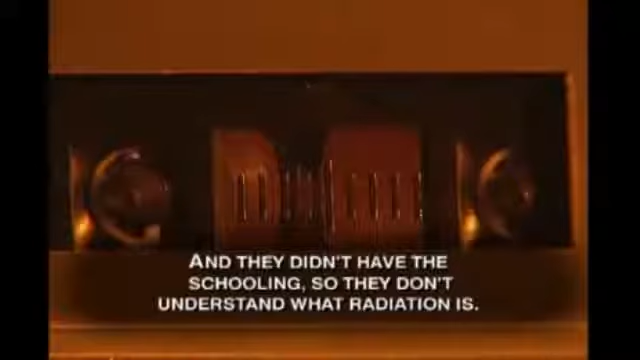 AND THEY DIDN'T HAVE THE
SCHOOLING, SO THEY DON'T
UNDERSTAND WHAT RADIATION IS.